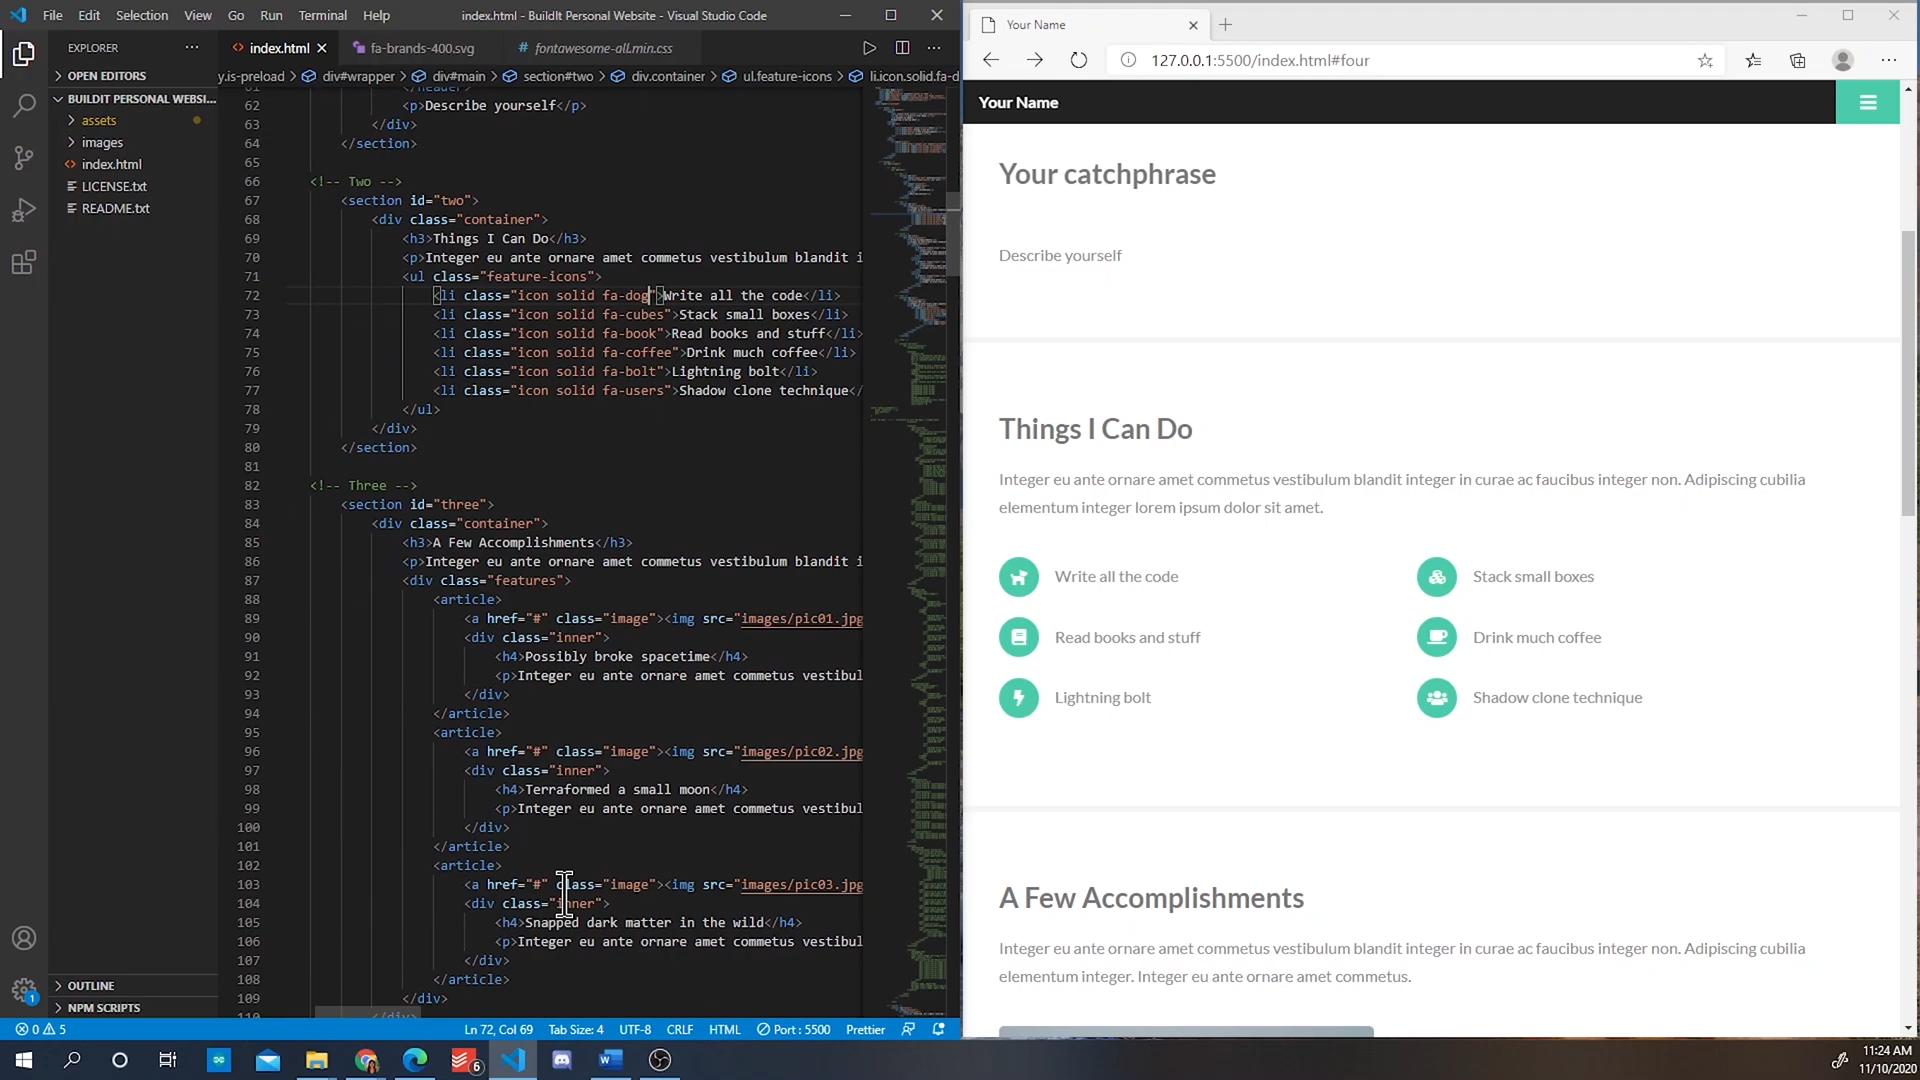 File Edit Selection View Go Run Terminal Help
index.html - BuildIt Personal Website - Visual Studio Code
EXPLORER
OPEN EDITORS
BUILDIT PERSONAL WEBSI...
assets
images
index.html
LICENSE.txt
README.txt
OUTLINE
NPM SCRIPTS
index.html fa-brands-400.svg fontawesome-all.min.css
y.is-preload > div#wrapper > div#main > section#two > div.container > ul.feature-icons > li.icon.solid.fa-d
62 <p>Describe yourself</p>
63 </div>
64 </section>
65
66 <!-- Two -->
67 <section id="two">
68 <div class="container">
69 <h3>Things I Can Do</h3>
70 <p>Integer eu ante ornare amet commetus vestibulum blandit i
71 <ul class="feature-icons">
72 <li class="icon solid fa-dog">Write all the code</li>
73 <li class="icon solid fa-cubes">Stack small boxes</li>
74 <li class="icon solid fa-book">Read books and stuff</li>
75 <li class="icon solid fa-coffee">Drink much coffee</li>
76 <li class="icon solid fa-bolt">Lightning bolt</li>
77 <li class="icon solid fa-users">Shadow clone technique</
78 </ul>
79 </div>
80 </section>
81
82 <!-- Three -->
83 <section id="three">
84 <div class="container">
85 <h3>A Few Accomplishments</h3>
86 <p>Integer eu ante ornare amet commetus vestibulum blandit i
87 <div class="features">
88 <article>
89 <a href="#" class="image"><img src="images/pic01.jpg
90 <div class="inner">
91 <h4>Possibly broke spacetime</h4>
92 <p>Integer eu ante ornare amet commetus vestibul
93 </div>
94 </article>
95 <article>
96 <a href="#" class="image"><img src="images/pic02.jpg
97 <div class="inner">
98 <h4>Terraformed a small moon</h4>
99 <p>Integer eu ante ornare amet commetus vestibul
100 </div>
101 </article>
102 <article>
103 <a href="#" class="image"><img src="images/pic03.jpg
104 <div class="inner">
105 <h4>Snapped dark matter in the wild</h4>
106 <p>Integer eu ante ornare amet commetus vestibul
107 </div>
108 </article>
109 </div>
0 5 Ln 72, Col 69 Tab Size: 4 UTF-8 CRLF HTML Port : 5500 Prettier
Your Name
127.0.0.1:5500/index.html#four
Your Name
Your catchphrase
Describe yourself
Things I Can Do
Integer eu ante ornare amet commetus vestibulum blandit integer in curae ac faucibus integer non. Adipiscing cubilia
elementum integer lorem ipsum dolor sit amet.
Write all the code Stack small boxes
Read books and stuff Drink much coffee
Lightning bolt Shadow clone technique
A Few Accomplishments
Integer eu ante ornare amet commetus vestibulum blandit integer in curae ac faucibus integer non. Adipiscing cubilia
elementum integer. Integer eu ante ornare amet commetus.
1
6
11:24 AM
11/10/2020